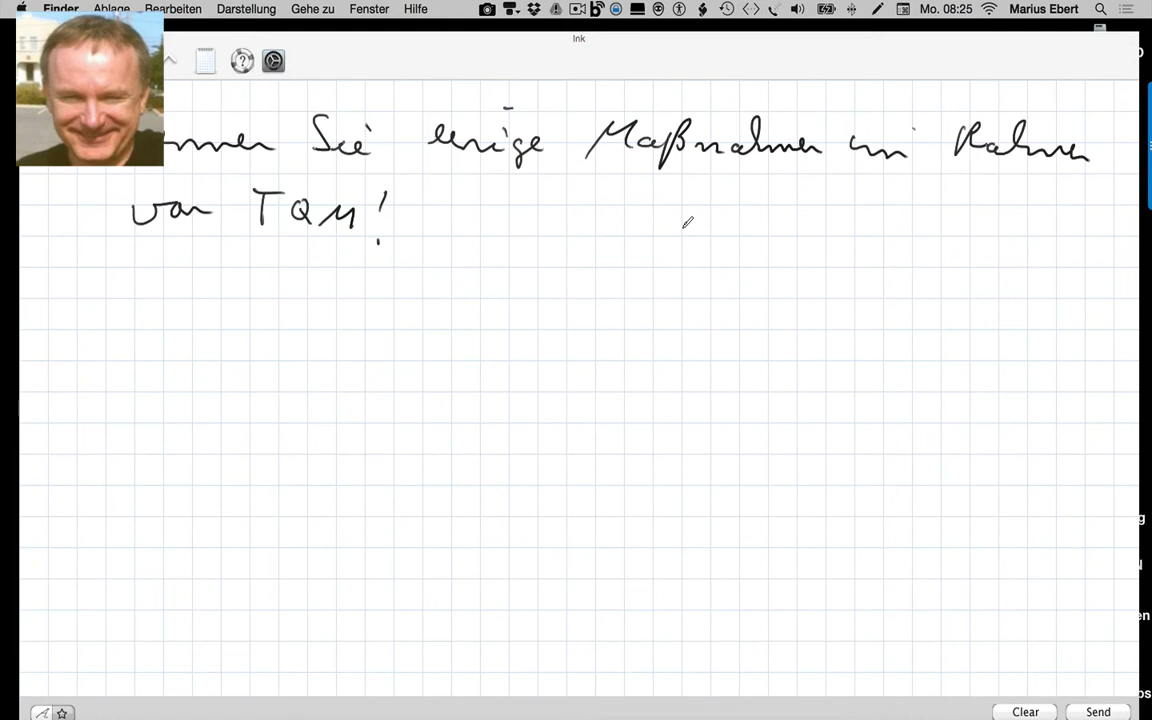 Finder Ablage Bearbeiten Darstellung Gehe zu Fenster Hilfe Mo. 08:25 Marius Ebert
Ink
nnen Sie einige Maßnahmen im Rahmen
von TQM!
Clear Send